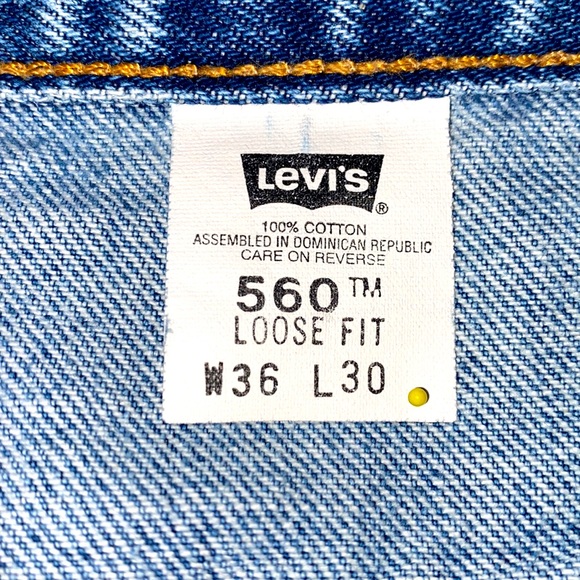 Levi's ®
100% COTTON
ASSEMBLED IN DOMINICAN REPUBLIC
CARE ON REVERSE
560™
LOOSE FIT
W36 L30